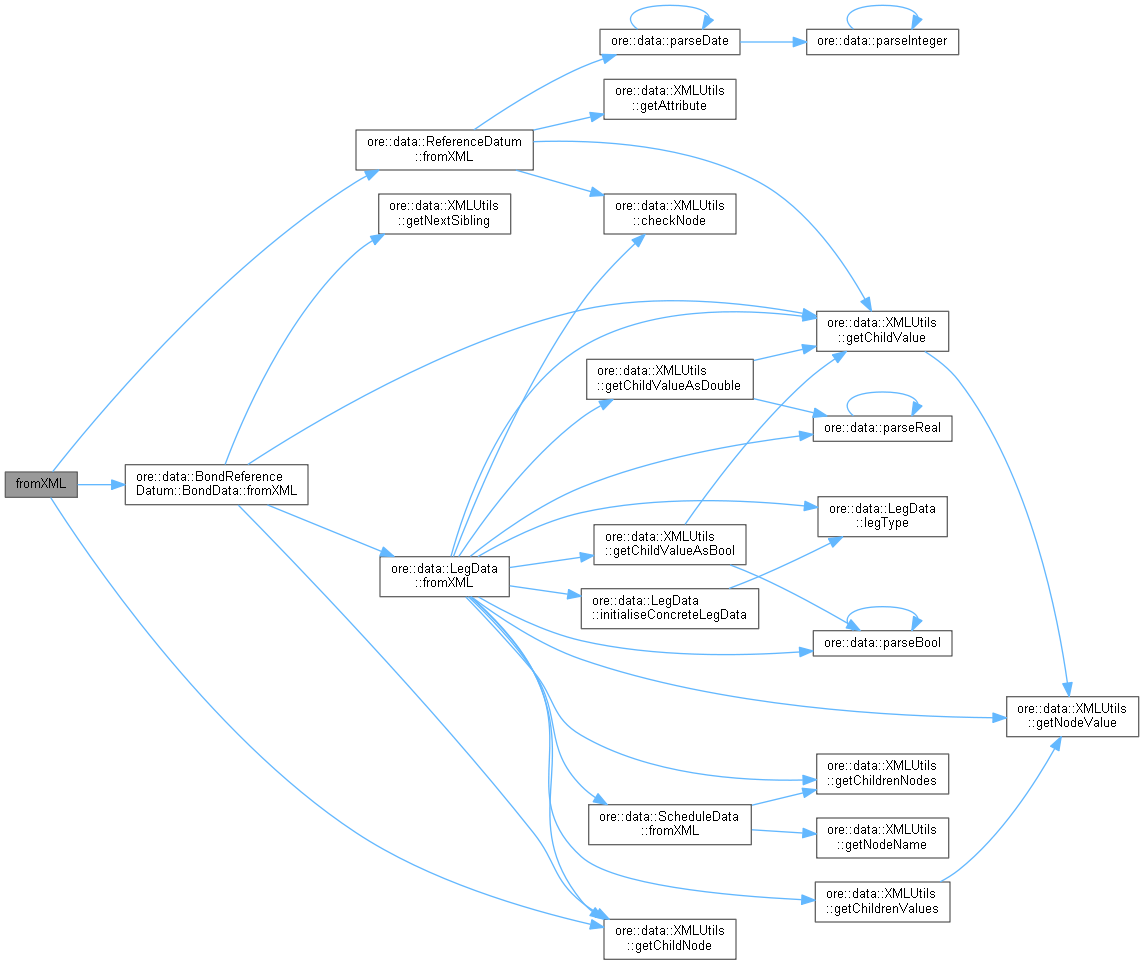 ore::data::parseDate
ore::data::parseInteger
ore::data::XMLUtils
::getAttribute
ore::data::ReferenceDatum
::fromXML
ore::data::XMLUtils
::getNextSibling
ore::data::XMLUtils
::checkNode
ore::data::XMLUtils
::getChildValue
ore::data::XMLUtils
::getChildValueAsDouble
ore::data::parseReal
fromXML
ore::data::BondReference
Datum::BondData::fromXML
ore::data::LegData
::legType
ore::data::XMLUtils
::getChildValueAsBool
ore::data::LegData
::fromXML
ore::data::LegData
::initialiseConcreteLegData
ore::data::parseBool
ore::data::XMLUtils
::getNodeValue
ore::data::XMLUtils
::getChildrenNodes
ore::data::ScheduleData
::fromXML
ore::data::XMLUtils
::getNodeName
ore::data::XMLUtils
::getChildrenValues
ore::data::XMLUtils
::getChildNode